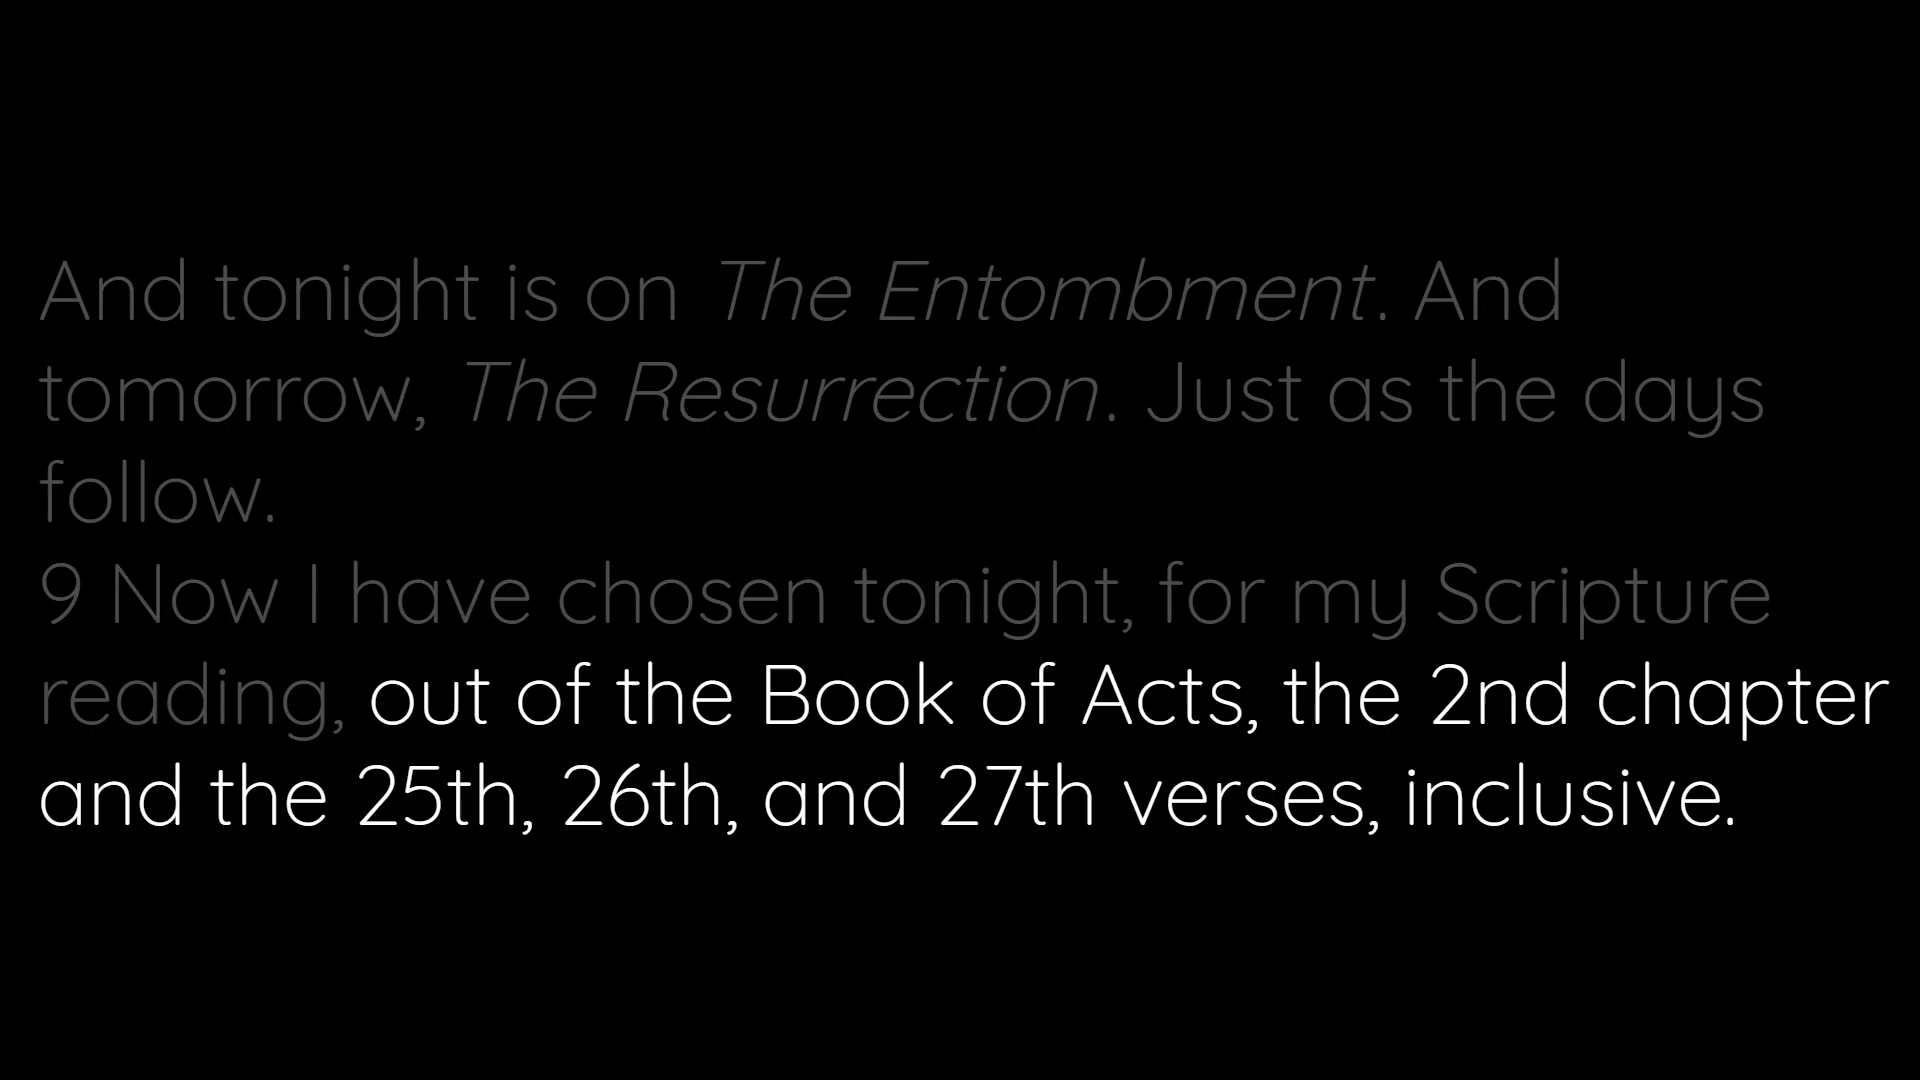 And tonight is on The Entombment. And
tomorrow, The Resurrection. Just as the days
follow.
9 Now I have chosen tonight, for my Scripture
reading, out of the Book of Acts, the 2nd chapter
and the 25th, 26th, and 27th verses, inclusive.